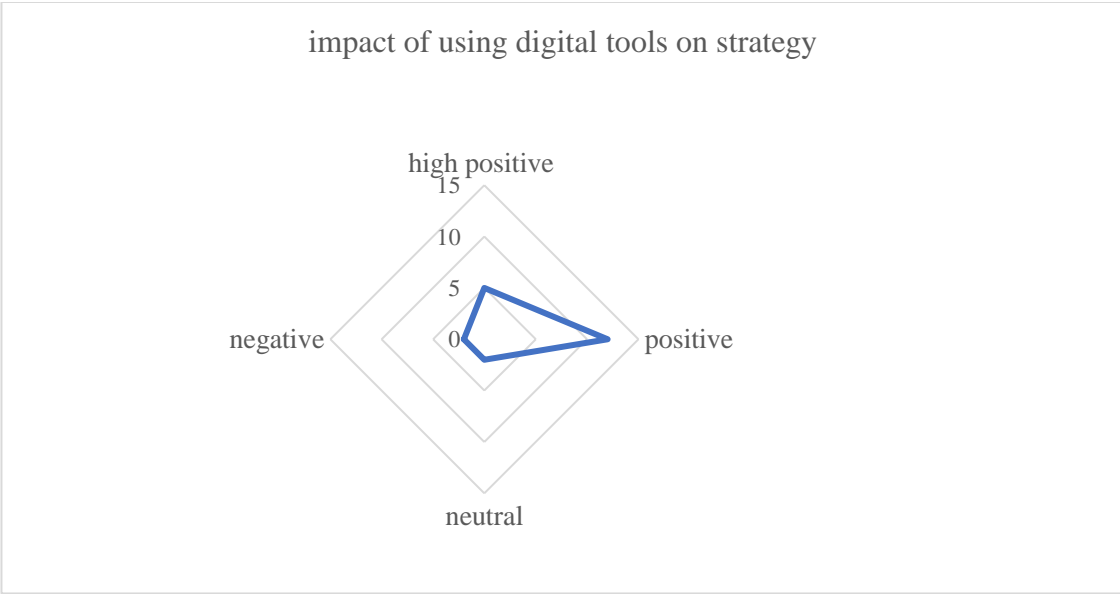 impact of using digital tools on strategy
high positive
15
10
5
0
negative
positive
neutral